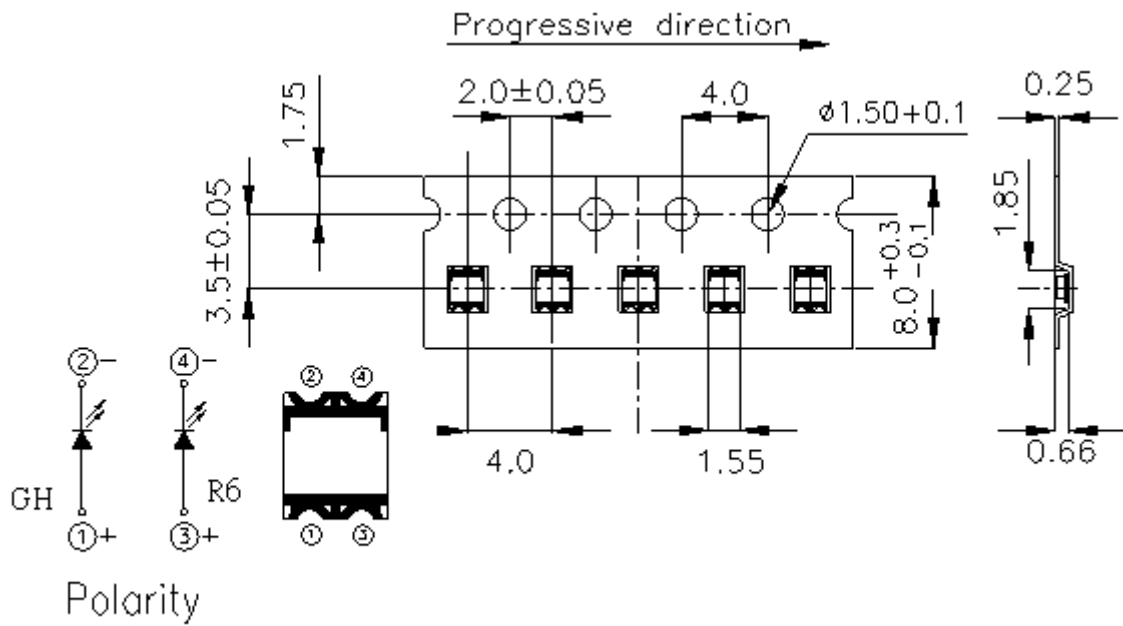 Progressive direction
2.0±0.05
4.0
ø1.50+0.1
0.25
1.75
3.5±0.05
8.0 +0.3 -0.1
1.85
②-
④-
② ④
4.0
1.55
0.66
GH
R6
①+
③+
① ③
Polarity